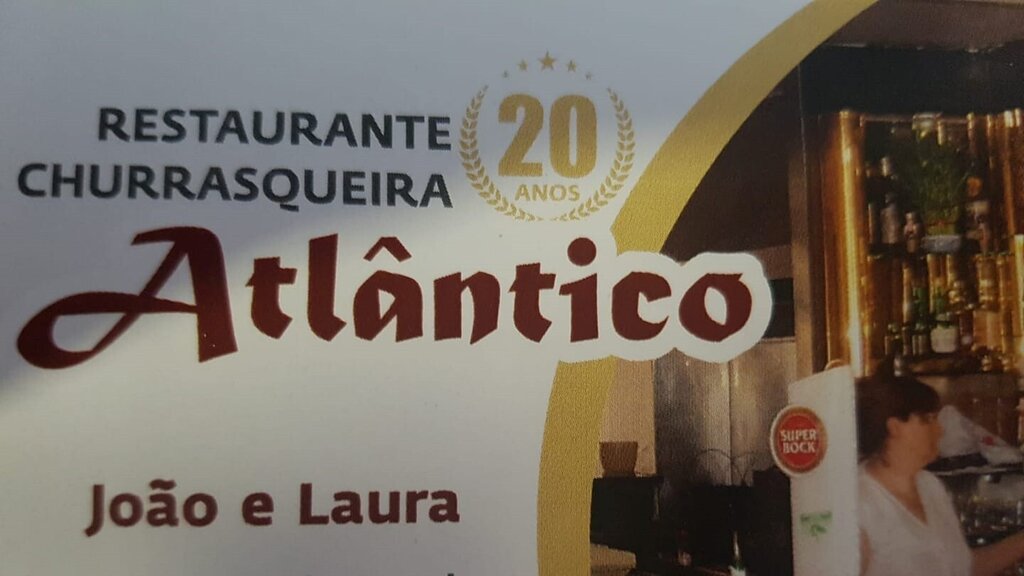 RESTAURANTE
CHURRASQUEIRA
20
ANOS
Atlântico
João e Laura
SUPER
BOCK